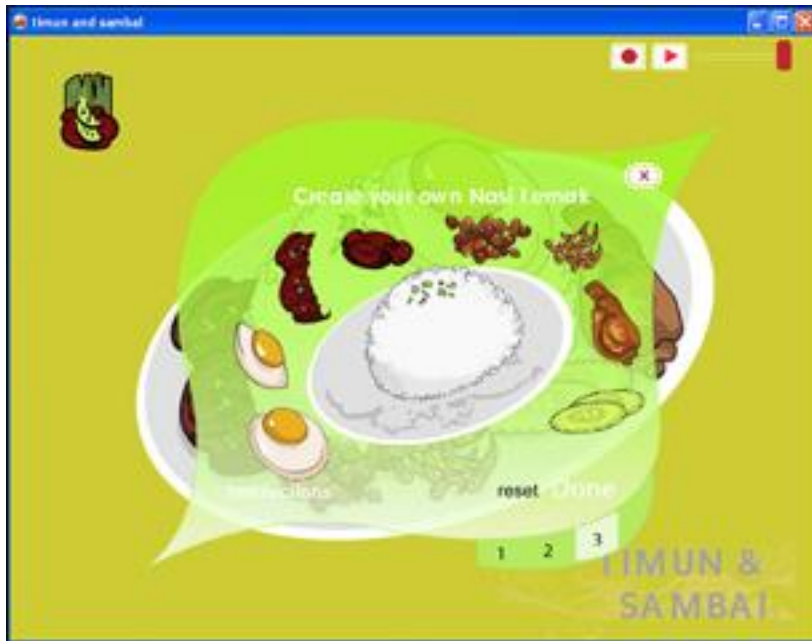 timun and sambal
x
Create your own Nasi Lemak
Instructions
reset Done
1 2 3
TIMUN &
SAMBAL